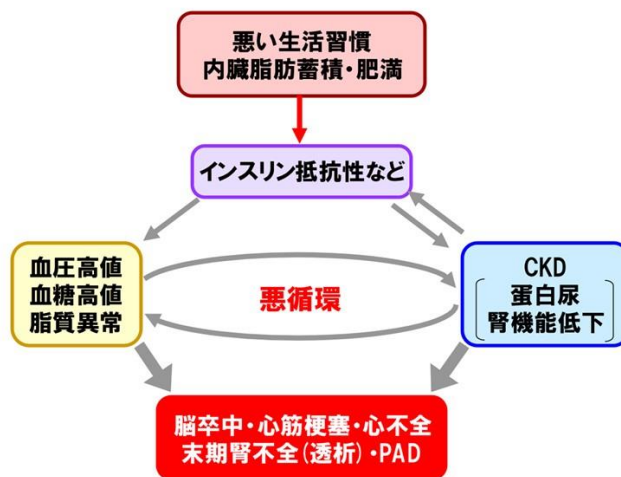 悪い生活習慣
内臓脂肪蓄積・肥満
インスリン抵抗性など
血圧高値
血糖高値
脂質異常
悪循環
CKD
蛋白尿
腎機能低下
脳卒中・心筋梗塞・心不全
末期腎不全(透析)・PAD